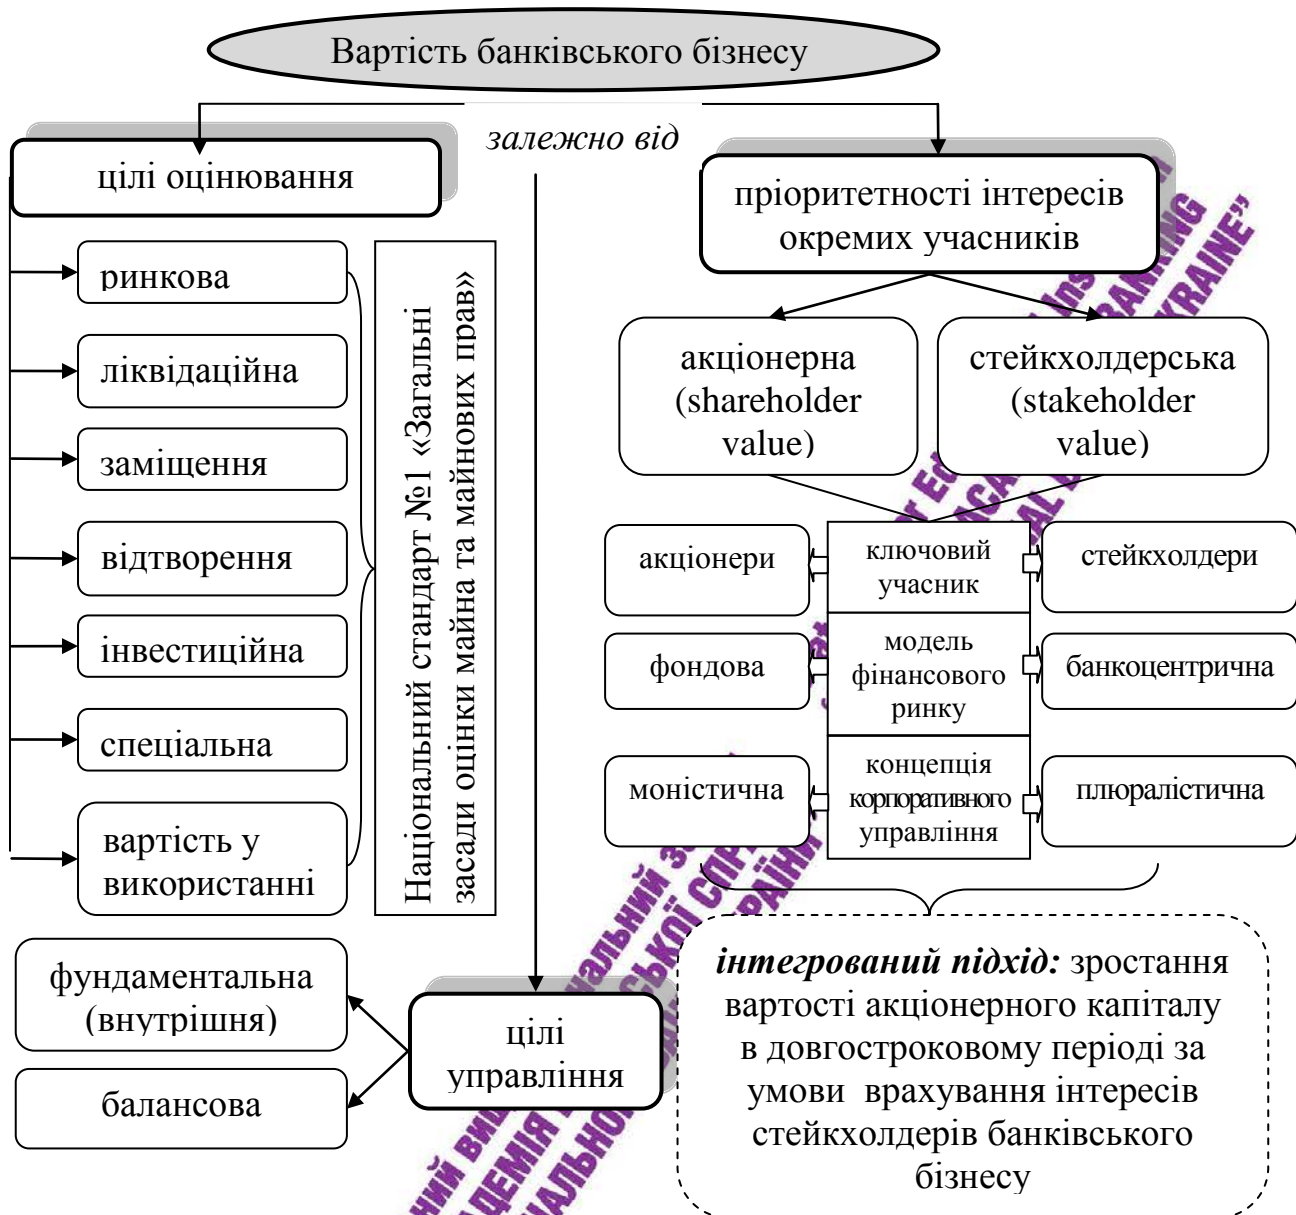 Вартість банківського бізнесу
залежно від
цілі оцінювання
ринкова
ліквідаційна
заміщення
відтворення
інвестиційна
спеціальна
вартість у
використанні
Національний стандарт №1 «Загальні
засади оцінки майна та майнових прав»
пріоритетності інтересів
окремих учасників
акціонерна
(shareholder
value)
стейкхолдерська
(stakeholder
value)
акціонери
ключовий
учасник
стейкхолдери
фондова
модель
фінансового
ринку
банкоцентрична
моністична
концепція
корпоративного
управління
плюралістична
фундаментальна
(внутрішня)
балансова
цілі
управління
інтегрований підхід: зростання
вартості акціонерного капіталу
в довгостроковому періоді за
умови врахування інтересів
стейкхолдерів банківського
бізнесу
BANKING
UKRAINE”